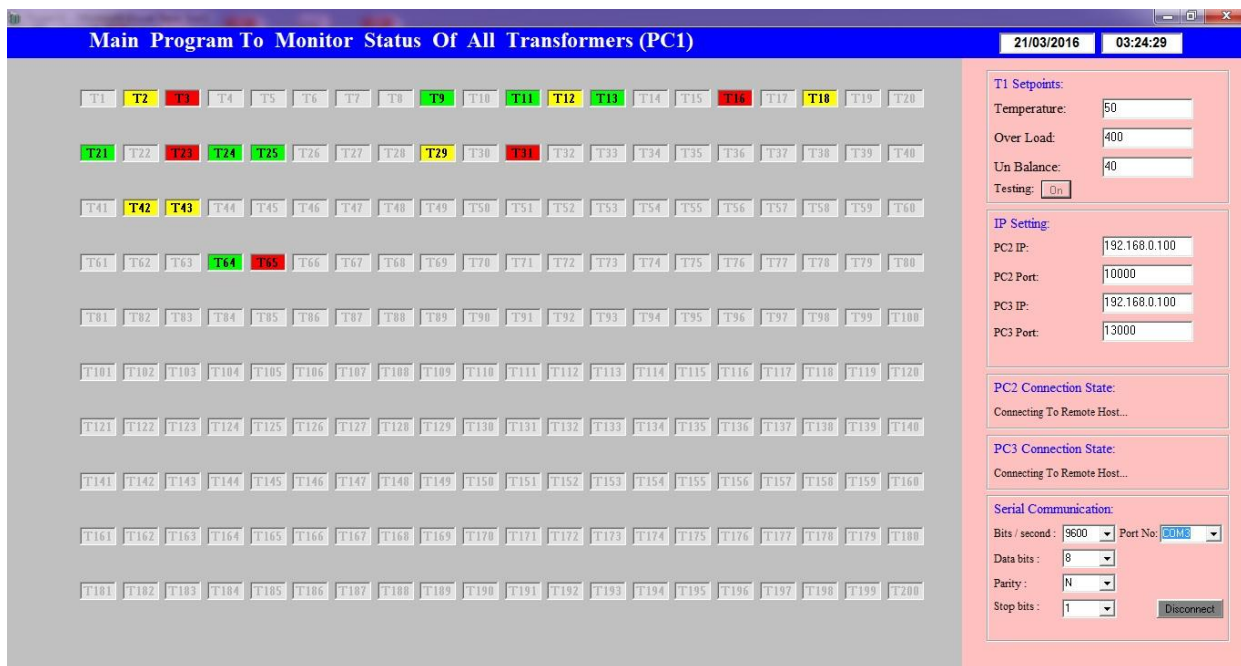 Main Program To Monitor Status Of All Transformers (PC1)
21/03/2016 03:24:29
T1 T2 T3 T4 T5 T6 T7 T8 T9 T10 T11 T12 T13 T14 T15 T16 T17 T18 T19 T20
T21 T22 T23 T24 T25 T26 T27 T28 T29 T30 T31 T32 T33 T34 T35 T36 T37 T38 T39 T40
T41 T42 T43 T44 T45 T46 T47 T48 T49 T50 T51 T52 T53 T54 T55 T56 T57 T58 T59 T60
T61 T62 T63 T64 T65 T66 T67 T68 T69 T70 T71 T72 T73 T74 T75 T76 T77 T78 T79 T80
T81 T82 T83 T84 T85 T86 T87 T88 T89 T90 T91 T92 T93 T94 T95 T96 T97 T98 T99 T100
T101 T102 T103 T104 T105 T106 T107 T108 T109 T110 T111 T112 T113 T114 T115 T116 T117 T118 T119 T120
T121 T122 T123 T124 T125 T126 T127 T128 T129 T130 T131 T132 T133 T134 T135 T136 T137 T138 T139 T140
T141 T142 T143 T144 T145 T146 T147 T148 T149 T150 T151 T152 T153 T154 T155 T156 T157 T158 T159 T160
T161 T162 T163 T164 T165 T166 T167 T168 T169 T170 T171 T172 T173 T174 T175 T176 T177 T178 T179 T180
T181 T182 T183 T184 T185 T186 T187 T188 T189 T190 T191 T192 T193 T194 T195 T196 T197 T198 T199 T200
T1 Setpoints:
Temperature: 50
Over Load: 400
Un Balance: 40
Testing: On
IP Setting:
PC2 IP: 192.168.0.100
PC2 Port: 10000
PC3 IP: 192.168.0.100
PC3 Port: 13000
PC2 Connection State:
Connecting To Remote Host...
PC3 Connection State:
Connecting To Remote Host...
Serial Communication:
Bits / second : 9600 Port No: COM3
Data bits : 8
Parity : N
Stop bits : 1 Disconnect